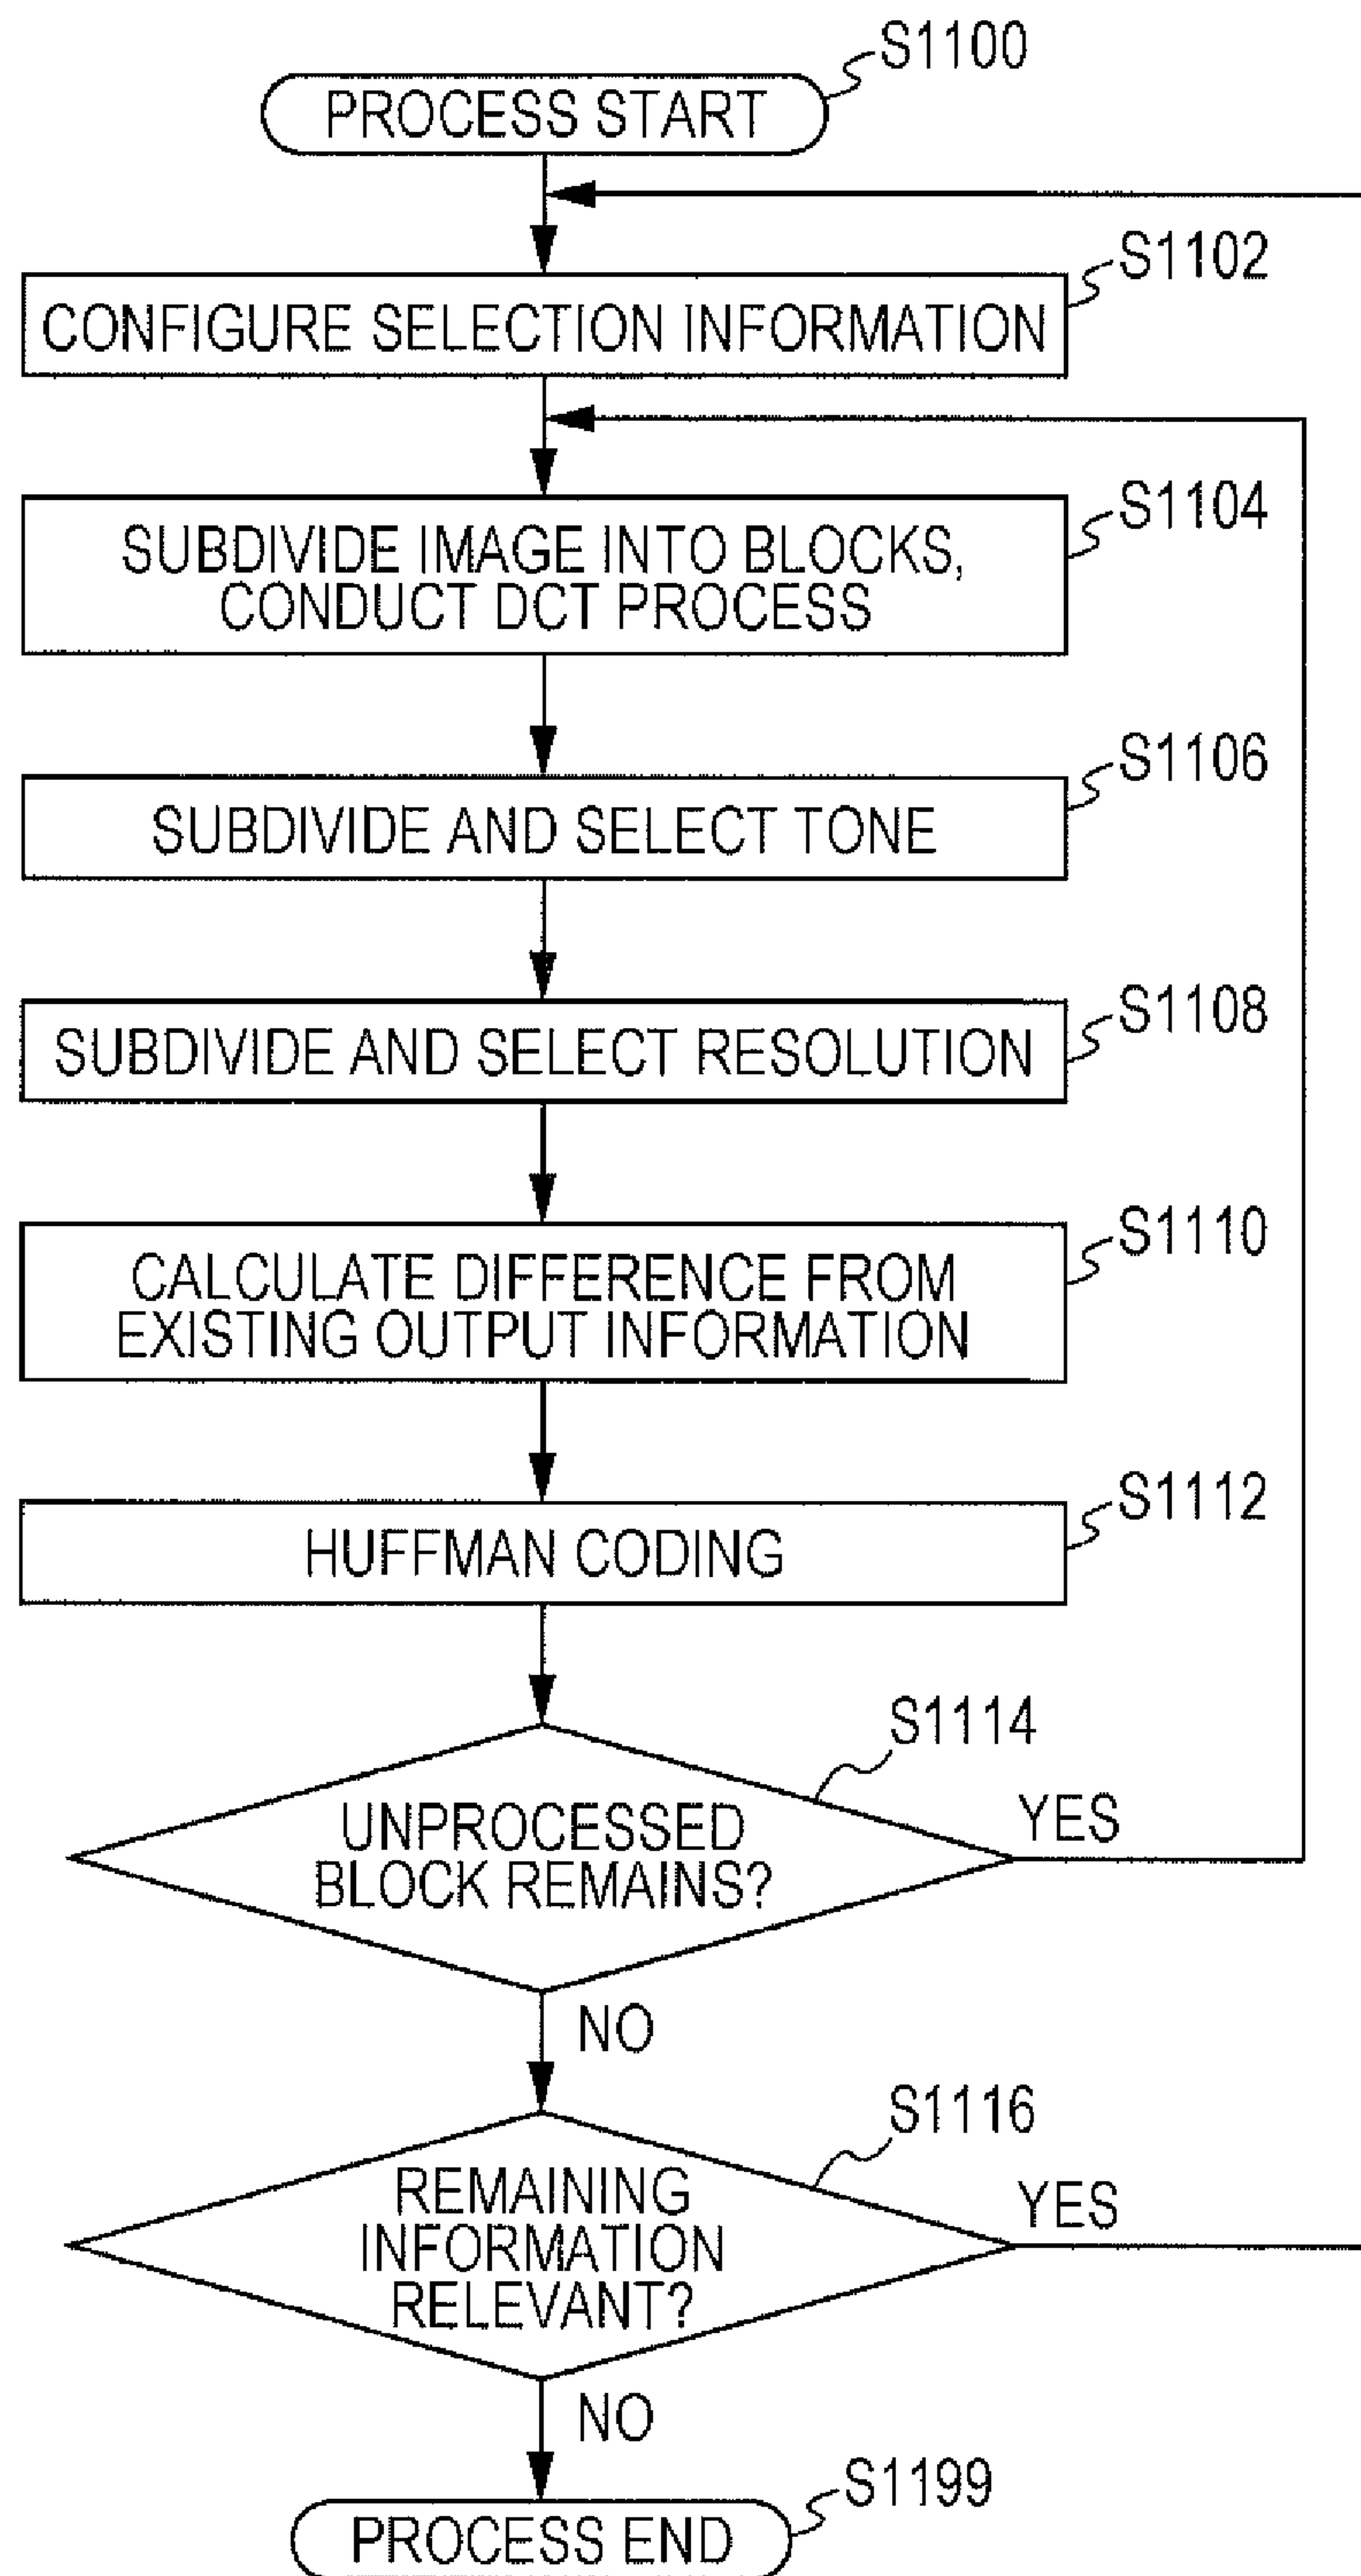 S1100
PROCESS START
S1102
CONFIGURE SELECTION INFORMATION
S1104
SUBDIVIDE IMAGE INTO BLOCKS,
CONDUCT DCT PROCESS
S1106
SUBDIVIDE AND SELECT TONE
S1108
SUBDIVIDE AND SELECT RESOLUTION
S1110
CALCULATE DIFFERENCE FROM
EXISTING OUTPUT INFORMATION
S1112
HUFFMAN CODING
S1114
UNPROCESSED
BLOCK REMAINS?
YES
NO
S1116
REMAINING
INFORMATION
RELEVANT?
YES
NO
S1199
PROCESS END